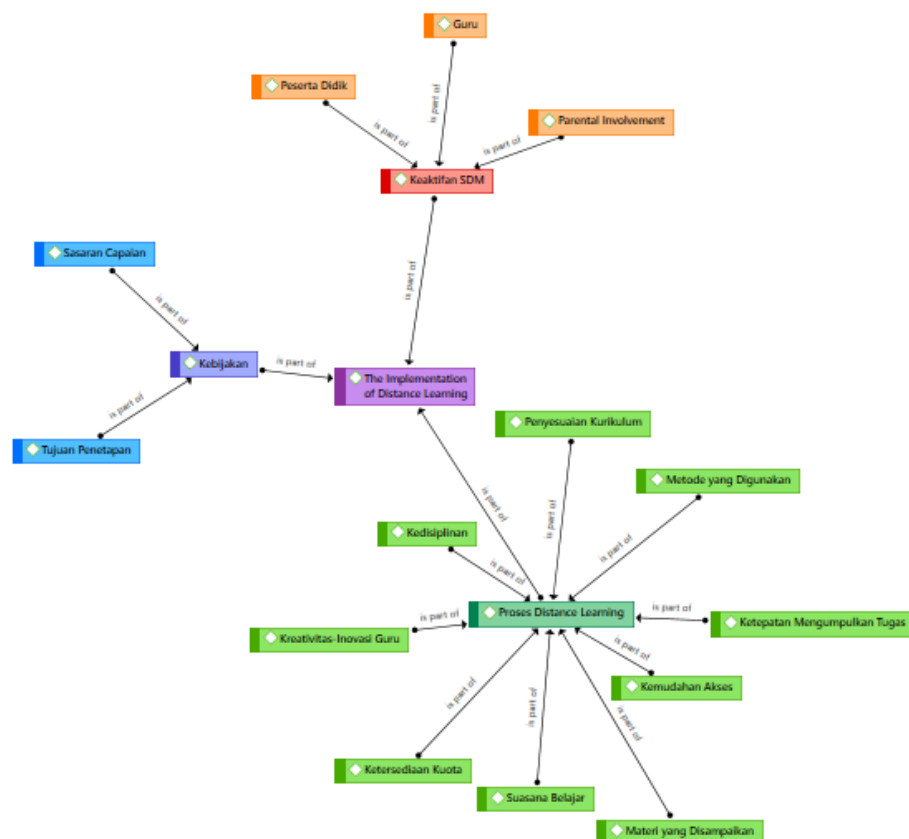 Guru
Peserta Didik
is part of
Parental Involvement
is part of
is part of
Keaktifan SDM
Sasaran Capaian
is part of
is part of
Kebijakan
is part of
The Implementation
of Distance Learning
is part of
Tujuan Penetapan
Penyesuaian Kurikulum
Metode yang Digunakan
is part of
is part of
Kedisiplinan
is part of
is part of
Proses Distance Learning
is part of
is part of
Ketepatan Mengumpulkan Tugas
Kreativitas-Inovasi Guru
is part of
Kemudahan Akses
is part of
is part of
is part of
Ketersediaan Kuota
Suasana Belajar
Materi yang Disampaikan